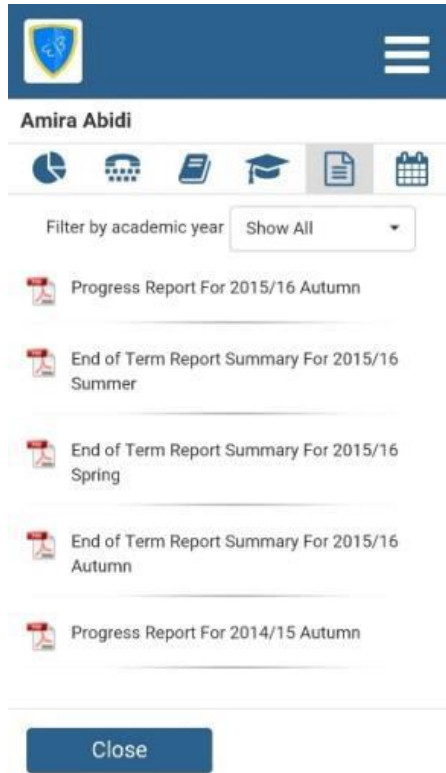 Amira Abidi
Filter by academic year Show All
Progress Report For 2015/16 Autumn
End of Term Report Summary For 2015/16
Summer
End of Term Report Summary For 2015/16
Spring
End of Term Report Summary For 2015/16
Autumn
Progress Report For 2014/15 Autumn
Close